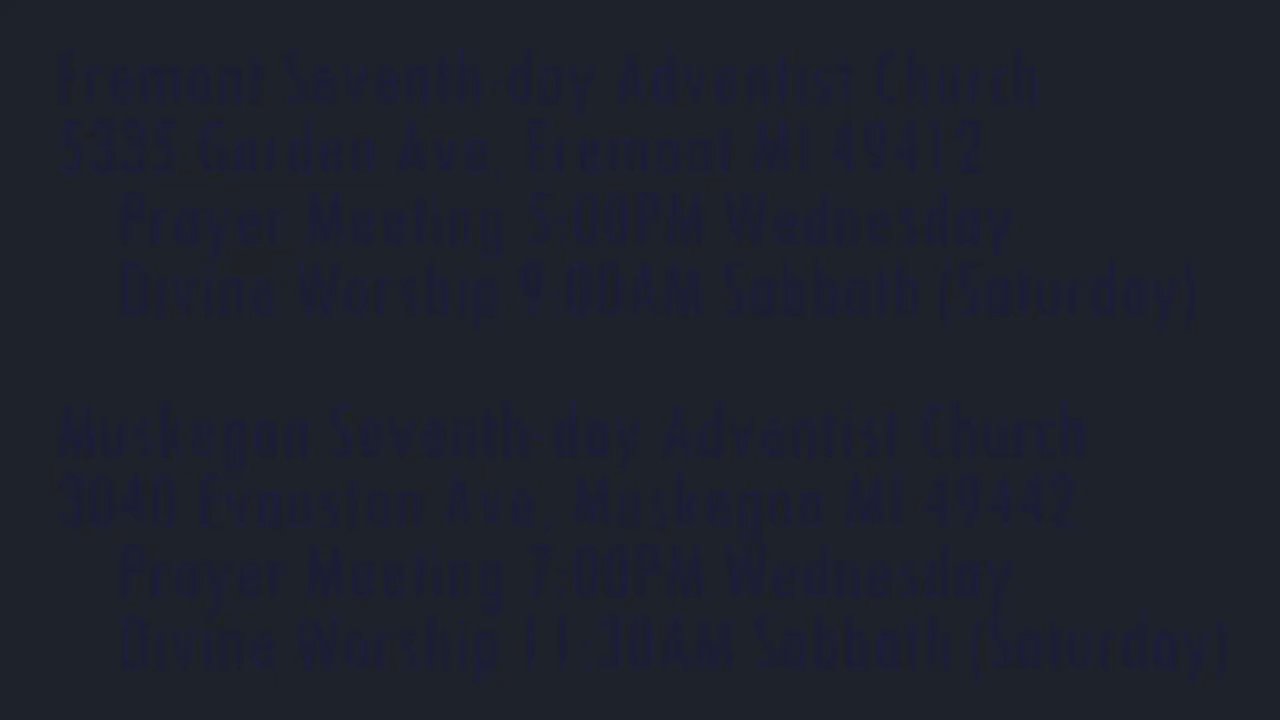 Fremont Seventh-day Adventist Church
5335 Garden Ave, Fremont MI 49412
Prayer Meeting 5:00PM Wednesday
Divine Worship 9:00AM Sabbath (Saturday)
Muskegon Seventh-day Adventist Church
3040 Evanston Ave, Muskegon MI 49442
Prayer Meeting 7:00PM Wednesday
Divine Worship 11:30AM Sabbath (Saturday)